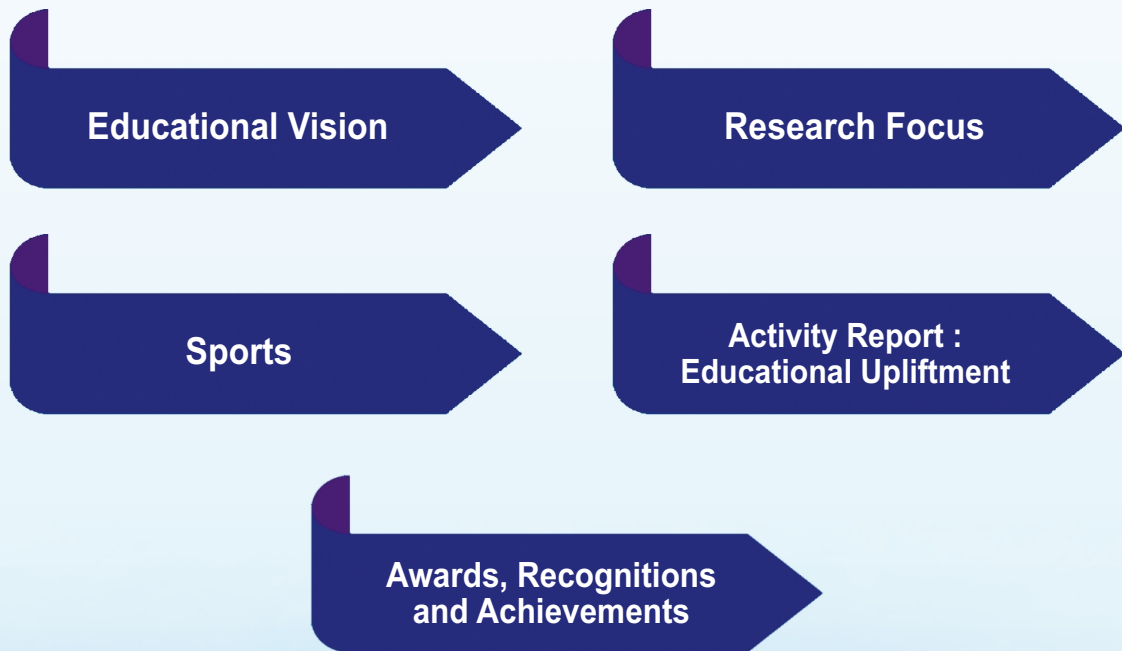 Educational Vision
Research Focus
Sports
Activity Report :
Educational Upliftment
Awards, Recognitions
and Achievements